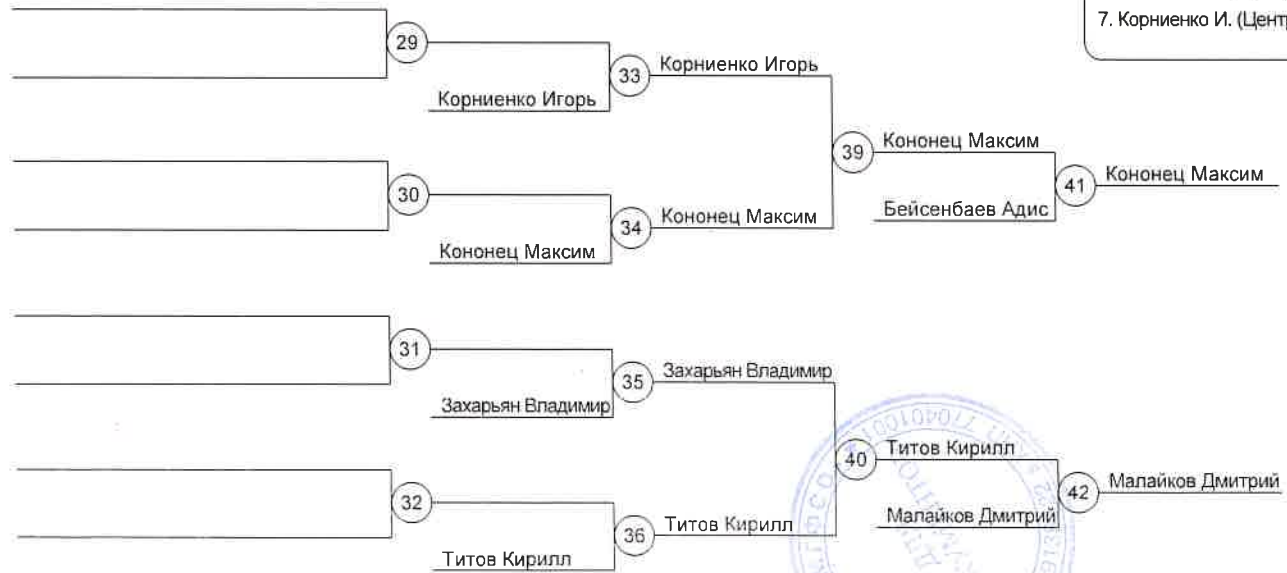 7. Корниенко И. (Цент
29
33
Корниенко Игорь
Корниенко Игорь
39
Кононец Максим
41
Кононец Максим
Бейсенбаев Адис
30
34
Кононец Максим
Кононец Максим
31
35
Захарьян Владимир
Захарьян Владимир
40
Титов Кирилл
42
Малайков Дмитрий
Малайков Дмитрий
32
36
Титов Кирилл
Титов Кирилл